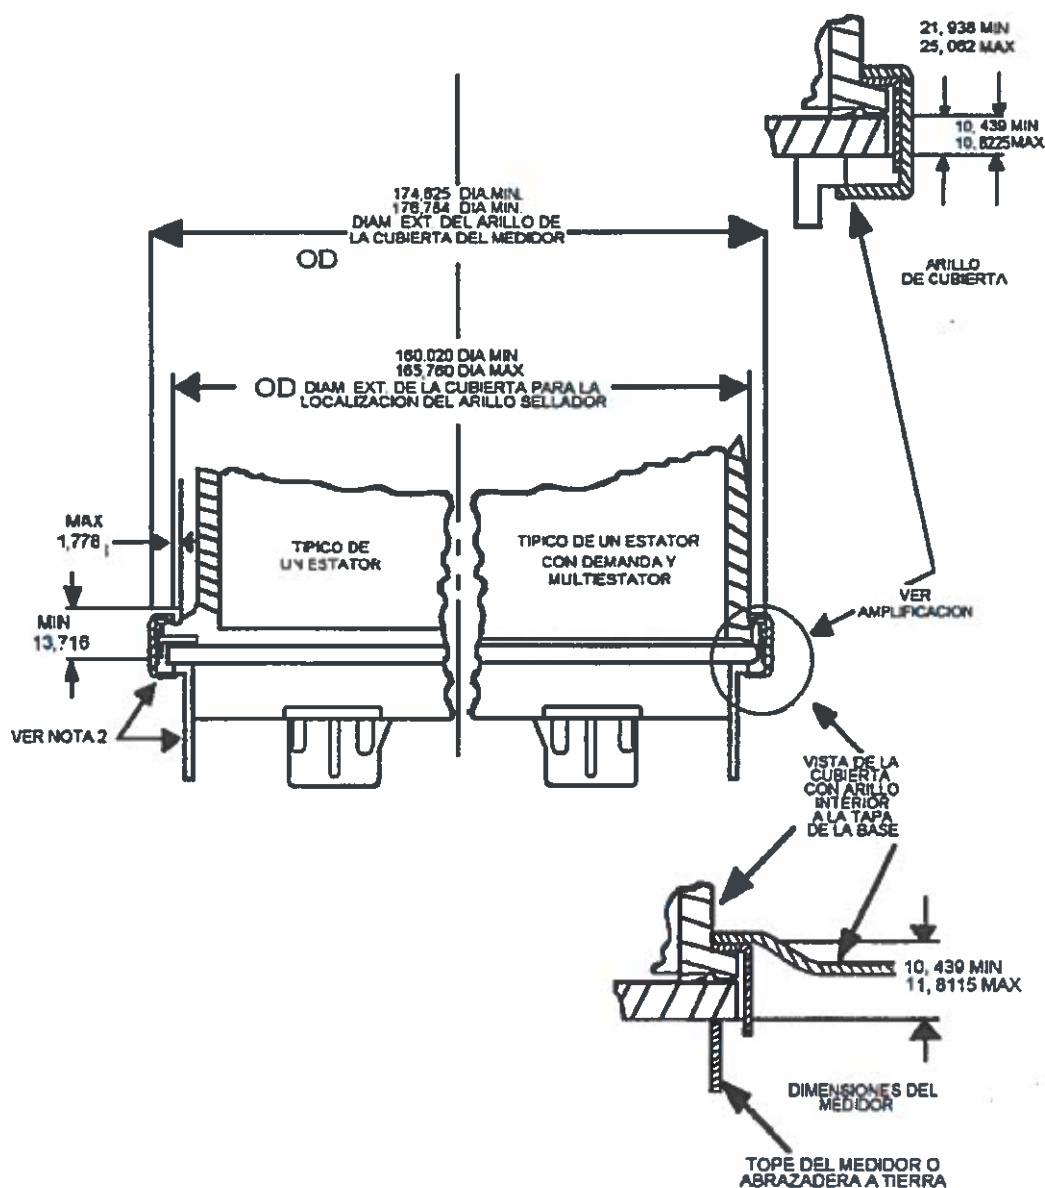 21, 938 MIN
25, 062 MAX
10, 439 MIN
10, 8225 MAX
ARILLO
DE CUBIERTA
174,625 DIA.MIN.
176,784 DIA MIN.
DIAM EXT. DEL ARILLO DE
LA CUBIERTA DEL MEDIDOR
OD
160.020 DIA MIN
165,760 DIA MAX
OD DIAM EXT. DE LA CUBIERTA PARA LA
LOCALIZACION DEL ARILLO SELLADOR
MAX
1,778
TIPICO DE
UN ESTATOR
TIPICO DE UN ESTATOR
CON DEMANDA Y
MULTIESTATOR
MIN
13,716
VER
AMPLIFICACION
VER NOTA 2
VISTA DE LA
CUBIERTA
CON ARILLO
INTERIOR
A LA TAPA
DE LA BASE
10, 439 MIN
11, 8115 MAX
DIMENSIONES DEL
MEDIDOR
TOPE DEL MEDIDOR O
ABRAZADERA A TIERRA